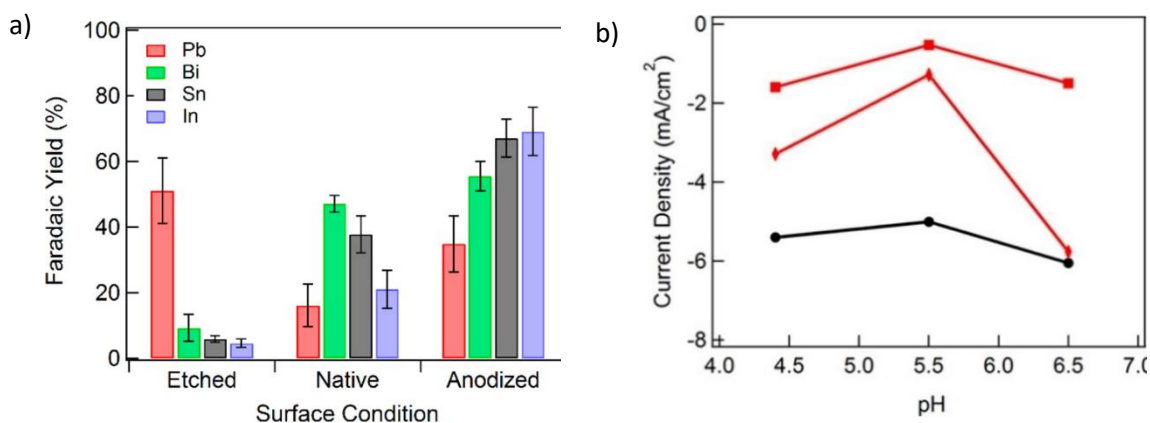 a)
100
80
60
40
20
0
Faradaic Yield (%)
Pb
Bi
Sn
In
Etched
Native
Anodized
Surface Condition
b)
-2
-4
-6
-8
Current Density (mA/cm²)
4.0
4.5
5.0
5.5
6.0
6.5
7.0
pH